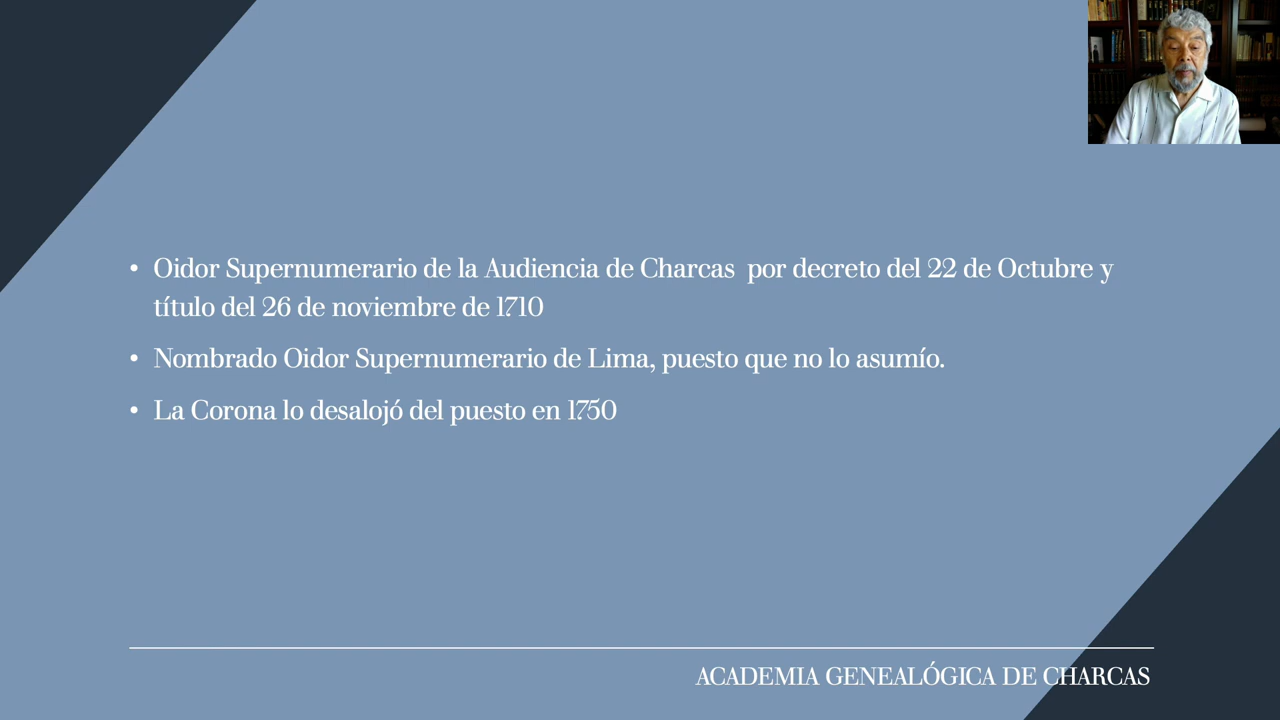 • Oidor Supernumerario de la Audiencia de Charcas  por decreto del 22 de Octubre y
título del 26 de noviembre de 1710
• Nombrado Oidor Supernumerario de Lima, puesto que no lo asumío.
• La Corona lo desalojó del puesto en 1750
ACADEMIA GENEALÓGICA DE CHARCAS